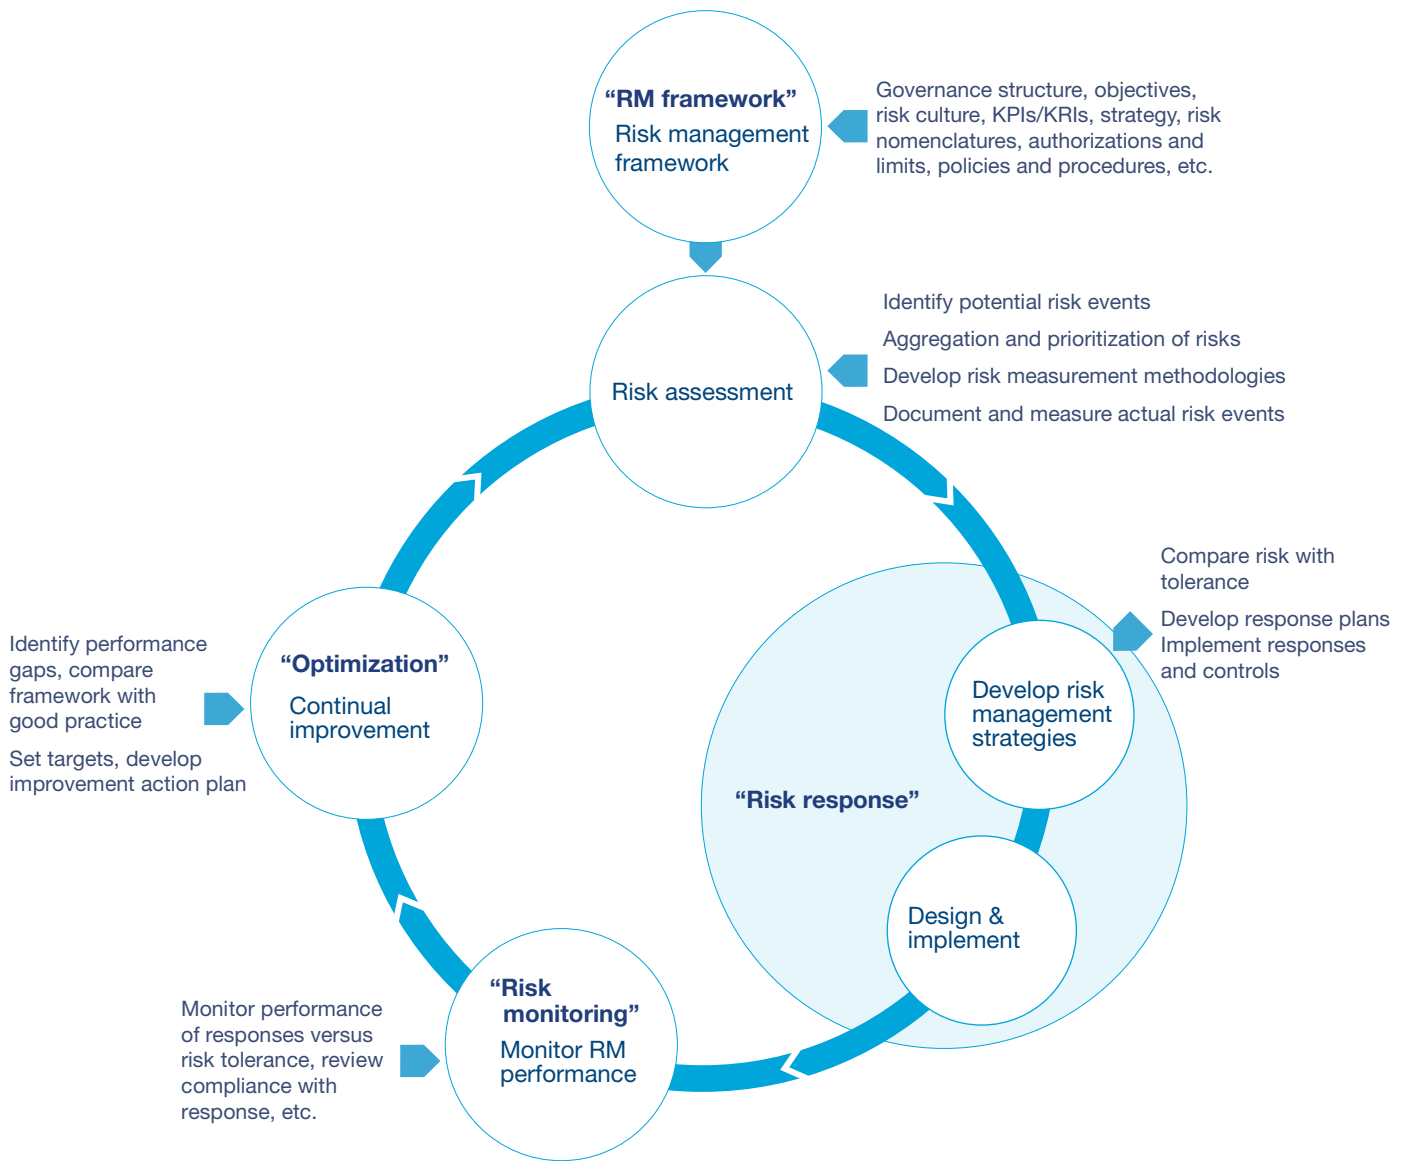 “RM framework”
Risk management
framework
Governance structure, objectives,
risk culture, KPIs/KRIs, strategy, risk
nomenclatures, authorizations and
limits, policies and procedures, etc.
Risk assessment
Identify potential risk events
Aggregation and prioritization of risks
Develop risk measurement methodologies
Document and measure actual risk events
Compare risk with
tolerance
Develop response plans
Implement responses
and controls
Develop risk
management
strategies
“Risk response”
Design &
implement
“Risk
monitoring”
Monitor RM
performance
Monitor performance
of responses versus
risk tolerance, review
compliance with
response, etc.
“Optimization”
Continual
improvement
Identify performance
gaps, compare
framework with
good practice
Set targets, develop
improvement action plan